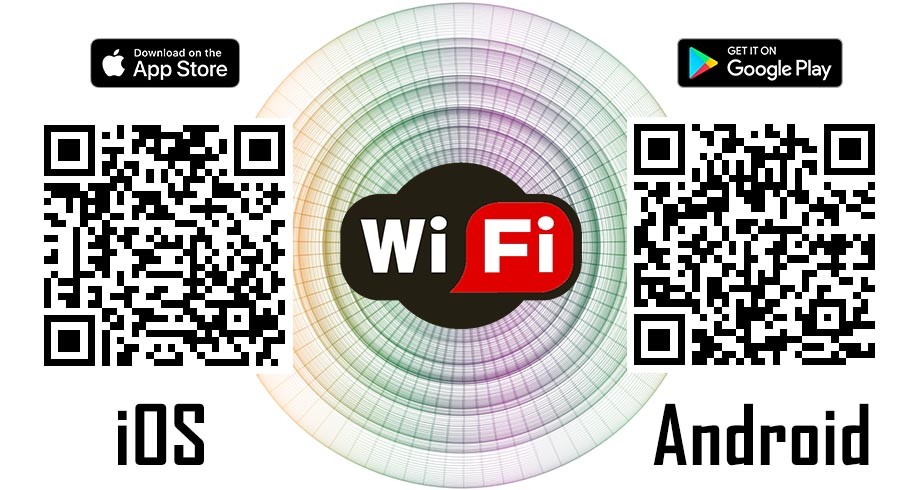 Download on the
App Store
GET IT ON
Google Play
Wi Fi
iOS
Android